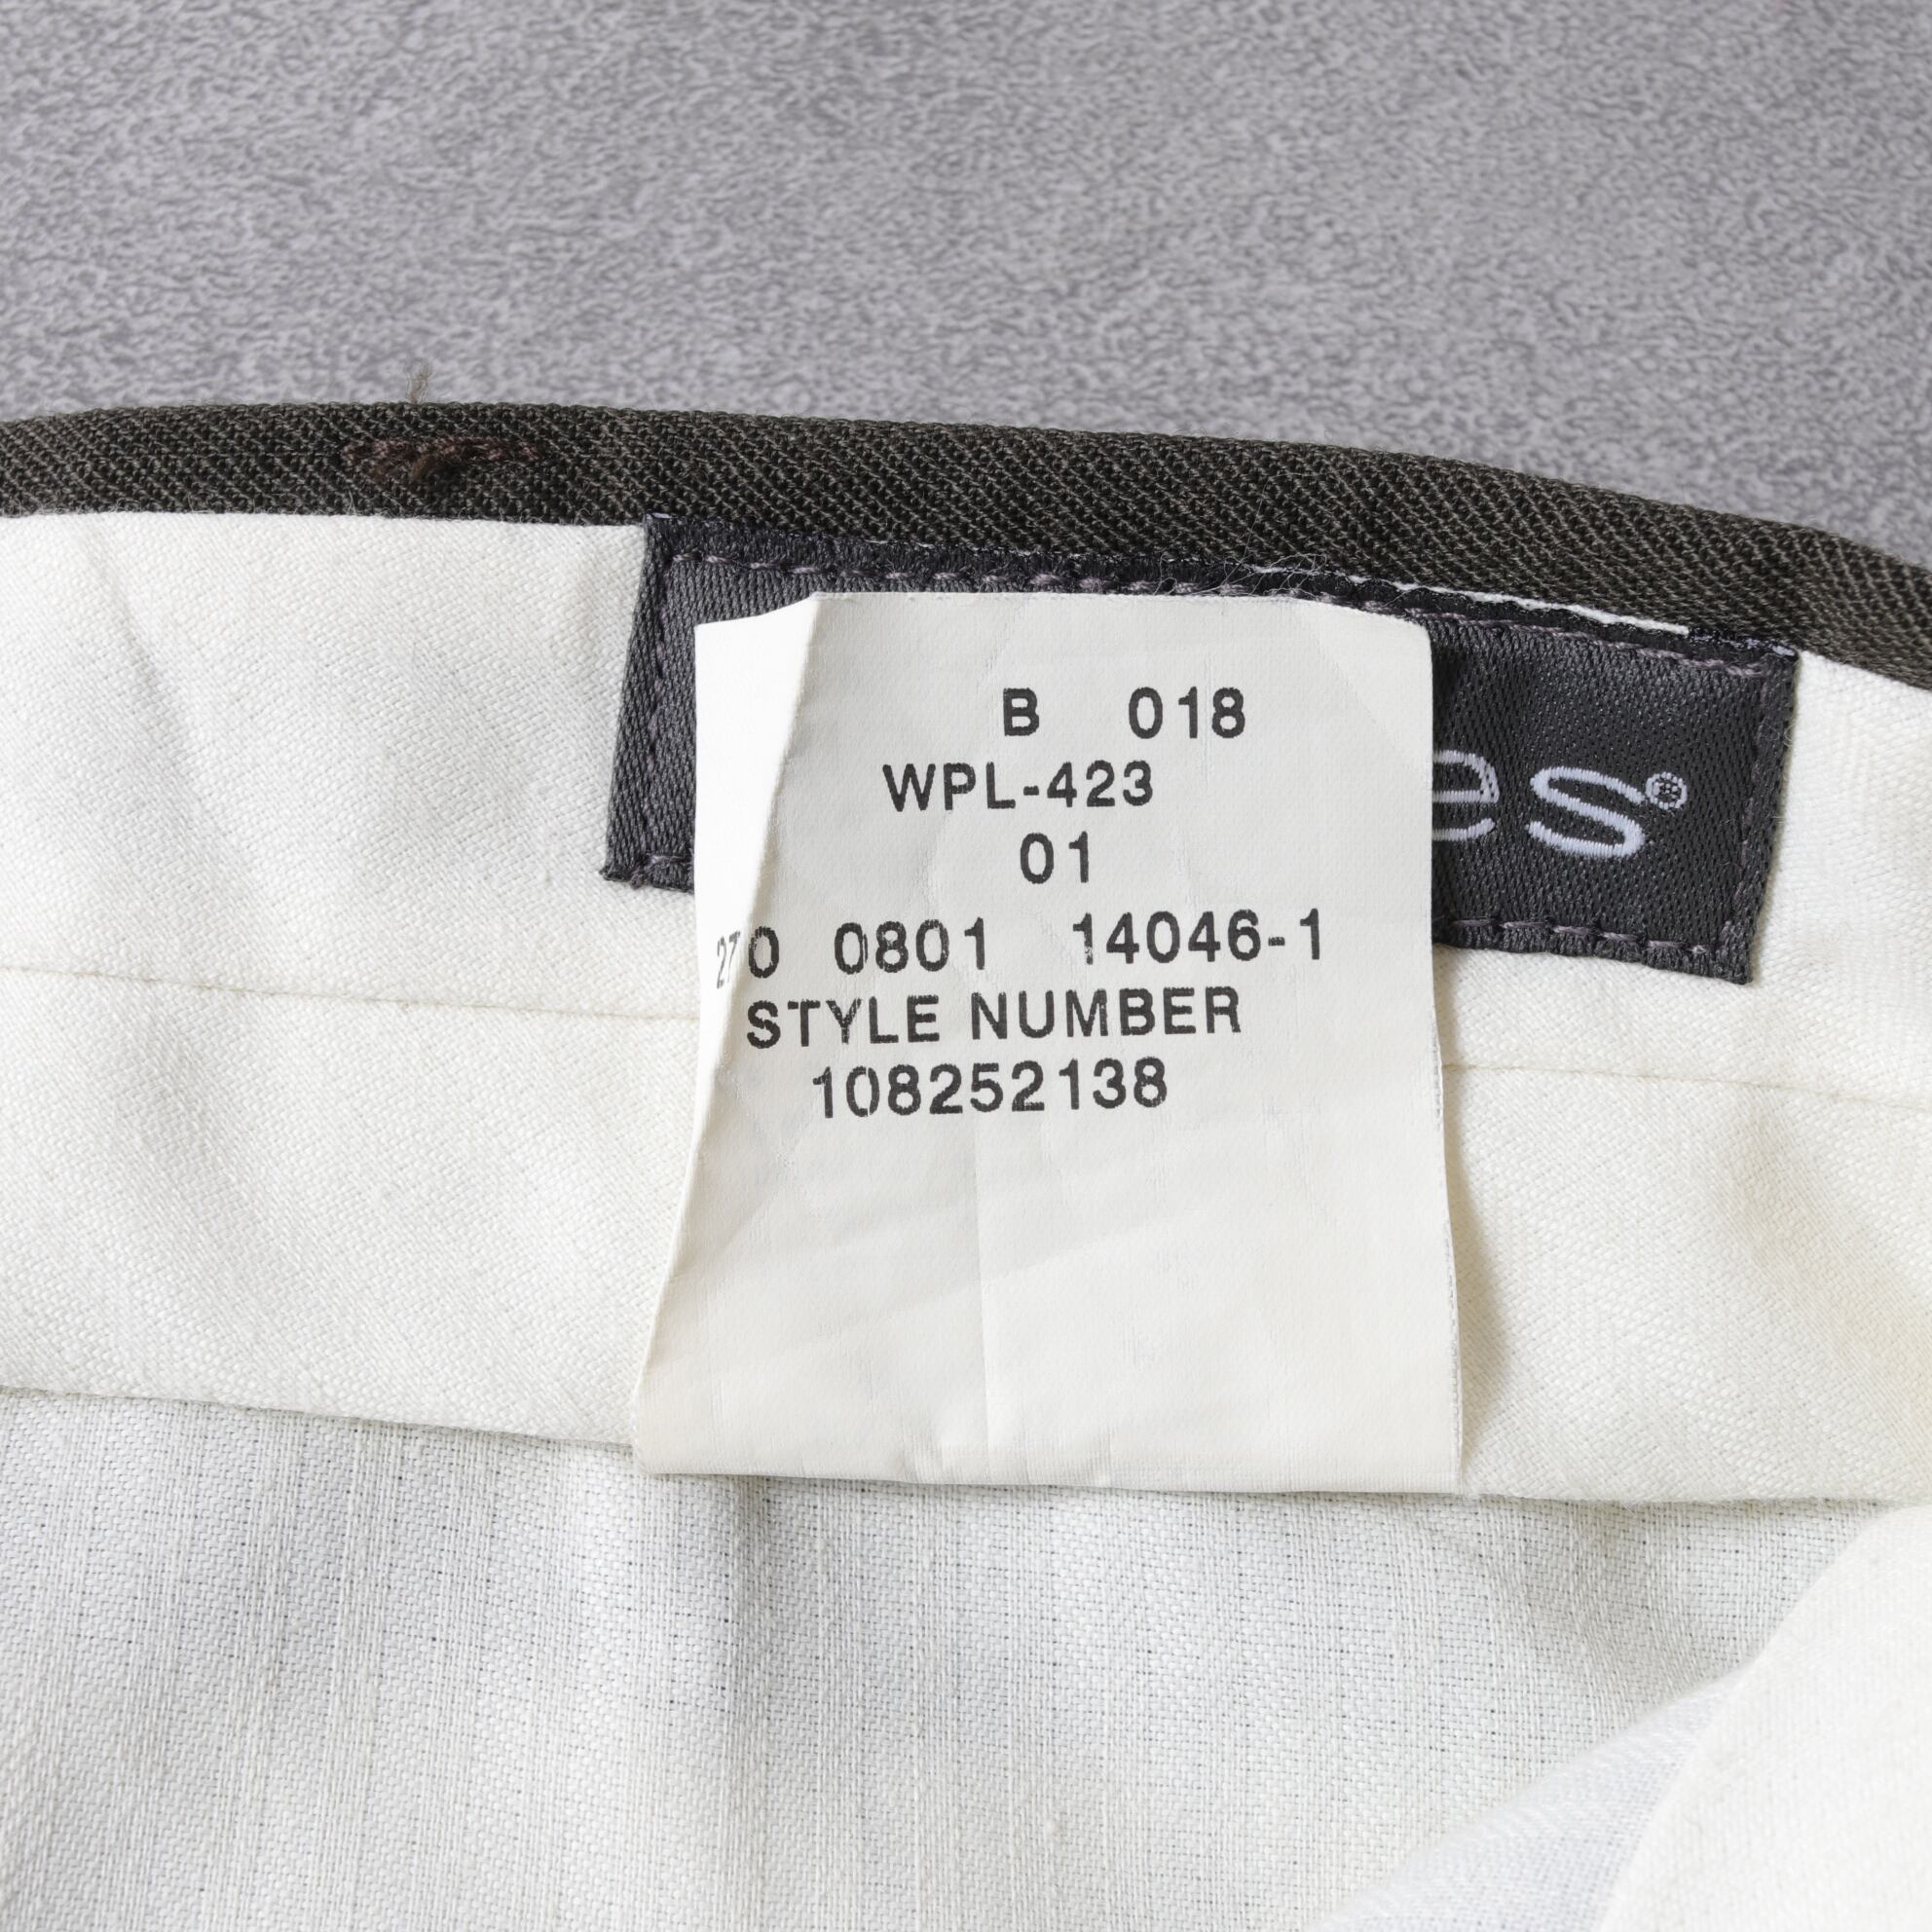 B 018
WPL-423
01
270 0801 14046-1
STYLE NUMBER
108252138
es®